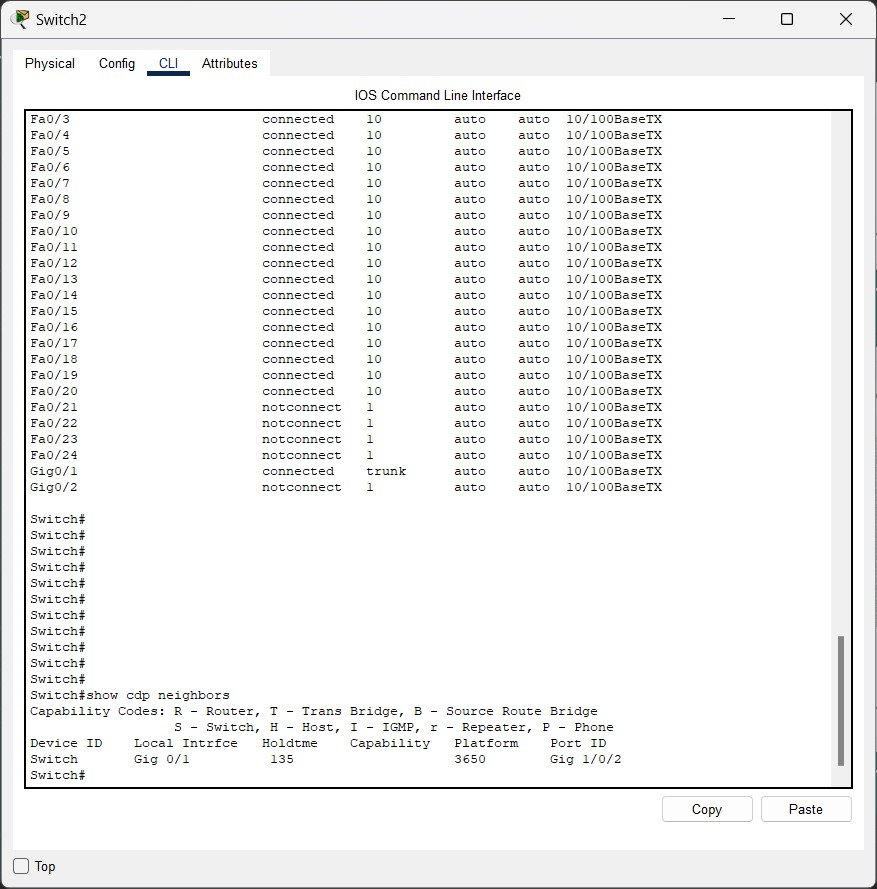 Switch2
Physical Config CLI Attributes
IOS Command Line Interface
Fa0/3 connected 10 auto auto 10/100BaseTX
Fa0/4 connected 10 auto auto 10/100BaseTX
Fa0/5 connected 10 auto auto 10/100BaseTX
Fa0/6 connected 10 auto auto 10/100BaseTX
Fa0/7 connected 10 auto auto 10/100BaseTX
Fa0/8 connected 10 auto auto 10/100BaseTX
Fa0/9 connected 10 auto auto 10/100BaseTX
Fa0/10 connected 10 auto auto 10/100BaseTX
Fa0/11 connected 10 auto auto 10/100BaseTX
Fa0/12 connected 10 auto auto 10/100BaseTX
Fa0/13 connected 10 auto auto 10/100BaseTX
Fa0/14 connected 10 auto auto 10/100BaseTX
Fa0/15 connected 10 auto auto 10/100BaseTX
Fa0/16 connected 10 auto auto 10/100BaseTX
Fa0/17 connected 10 auto auto 10/100BaseTX
Fa0/18 connected 10 auto auto 10/100BaseTX
Fa0/19 connected 10 auto auto 10/100BaseTX
Fa0/20 connected 10 auto auto 10/100BaseTX
Fa0/21 notconnect 1 auto auto 10/100BaseTX
Fa0/22 notconnect 1 auto auto 10/100BaseTX
Fa0/23 notconnect 1 auto auto 10/100BaseTX
Fa0/24 notconnect 1 auto auto 10/100BaseTX
Gig0/1 connected trunk auto auto 10/100BaseTX
Gig0/2 notconnect 1 auto auto 10/100BaseTX
Switch#
Switch#
Switch#
Switch#
Switch#
Switch#
Switch#
Switch#
Switch#
Switch#
Switch#
Switch#show cdp neighbors
Capability Codes: R - Router, T - Trans Bridge, B - Source Route Bridge
S - Switch, H - Host, I - IGMP, r - Repeater, P - Phone
Device ID Local Intrfce Holdtme Capability Platform Port ID
Switch Gig 0/1 135 3650 Gig 1/0/2
Switch#
Copy Paste
Top